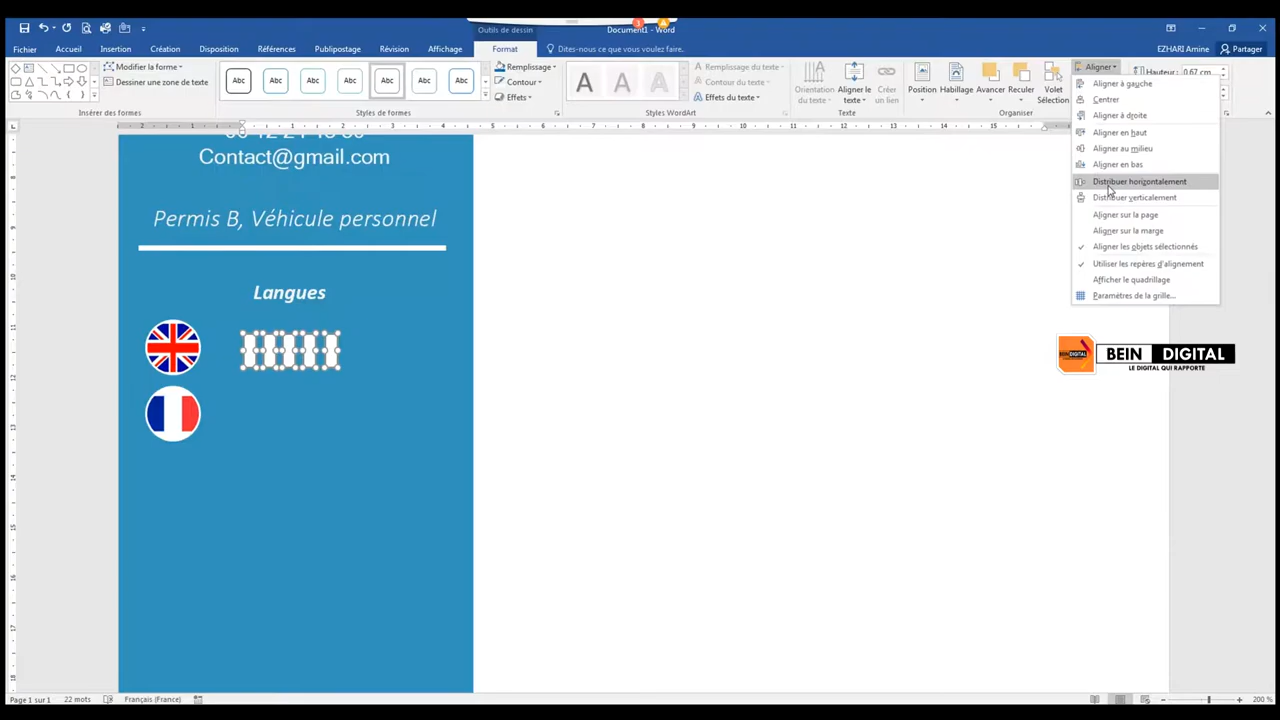 Outils de dessin
Document1 - Word
Fichier
Accueil
Insertion
Création
Disposition
Références
Publipostage
Révision
Affichage
Format
Dites-nous ce que vous voulez faire.
EZHARI Amine
Partager
Modifier la forme
Dessiner une zone de texte
Insérer des formes
Abc
Abc
Abc
Abc
Abc
Abc
Abc
Remplissage
Contour
Effets
Styles de formes
A
A
A
Remplissage du texte
Contour du texte
Effets du texte
Styles WordArt
Orientation
du texte
Aligner le
texte
Créer un
lien
Texte
Position
Habillage
Avancer
Reculer
Volet
Sélection
Organiser
Aligner
Hauteur : 0,67 cm
Aligner à gauche
Centrer
Aligner à droite
Aligner en haut
Aligner au milieu
Aligner en bas
Distribuer horizontalement
Distribuer verticalement
Aligner sur la page
Aligner sur la marge
Aligner les objets sélectionnés
Utiliser les repères d'alignement
Afficher le quadrillage
Paramètres de la grille...
Contact@gmail.com
Permis B, Véhicule personnel
Langues
BEIN DIGITAL
LE DIGITAL QUI RAPPORTE
Page 1 sur 1
22 mots
Français (France)
200 %